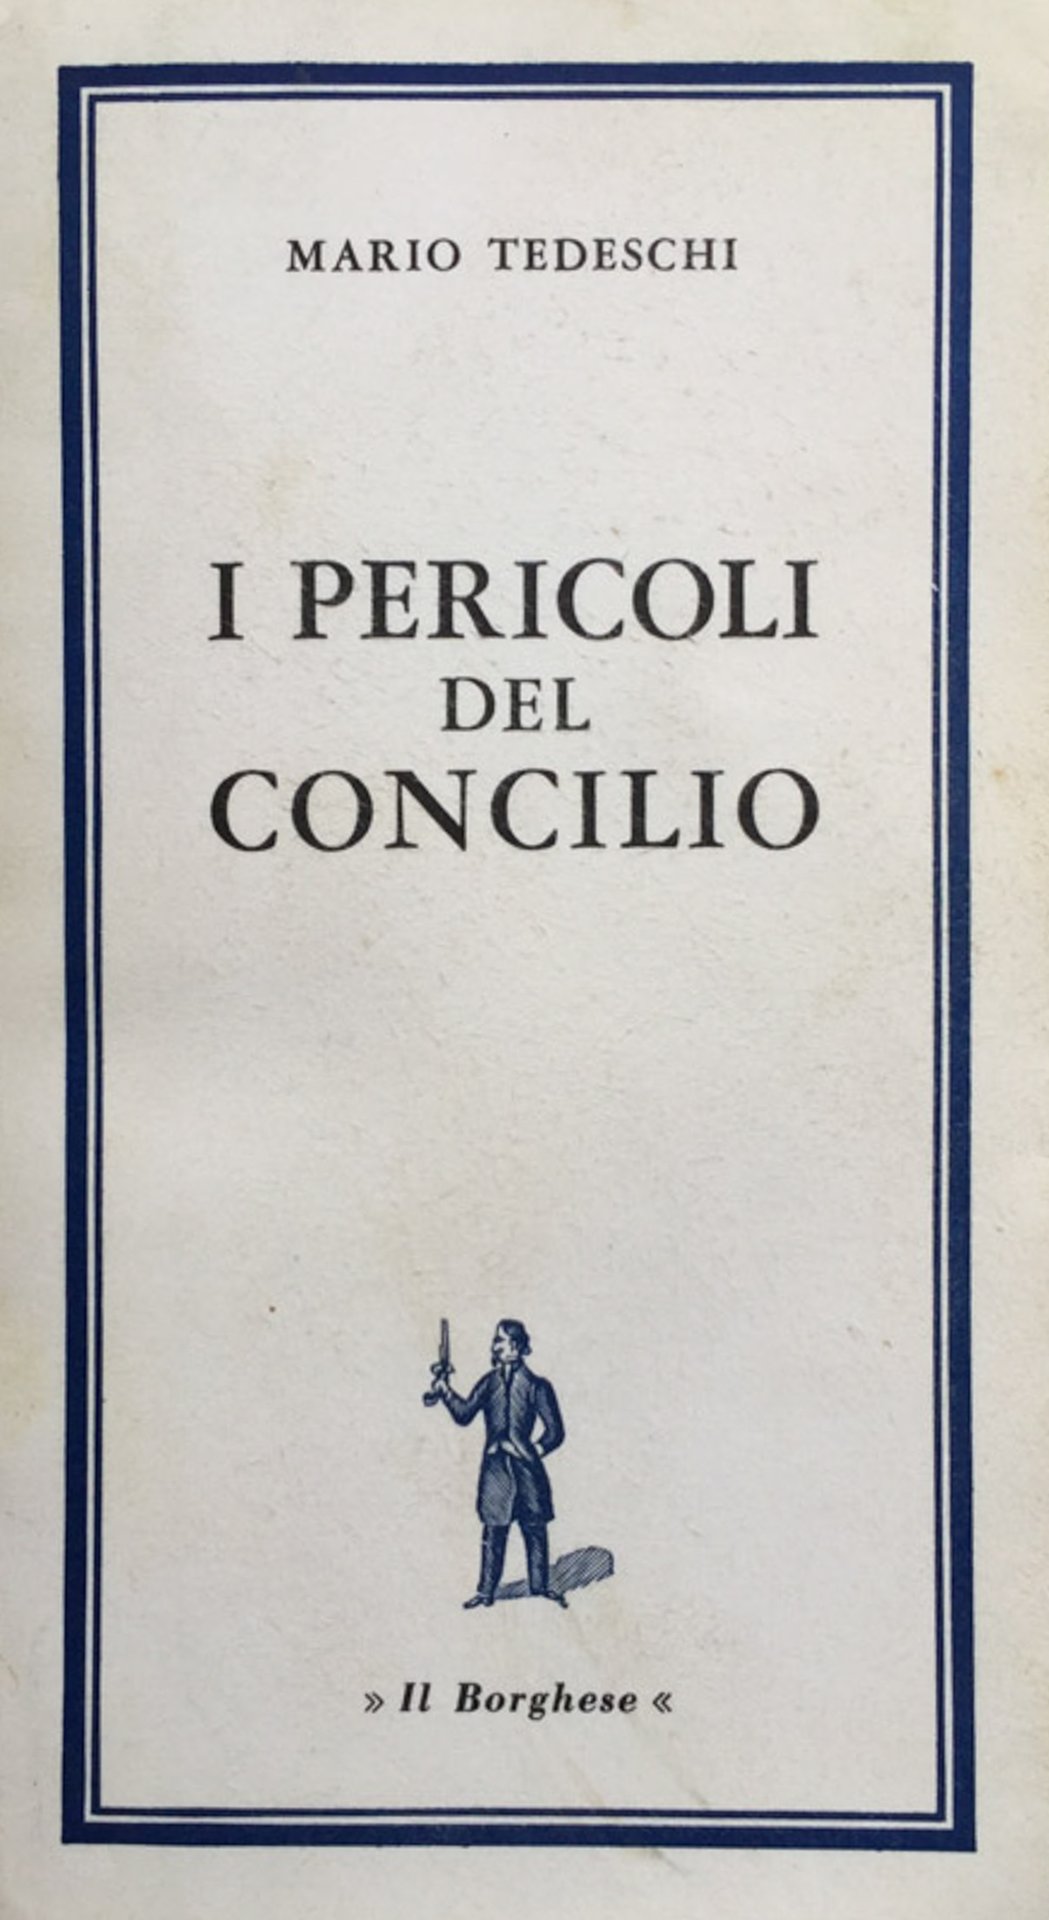 MARIO TEDESCHI
I PERICOLI
DEL
CONCILIO
» Il Borghese «